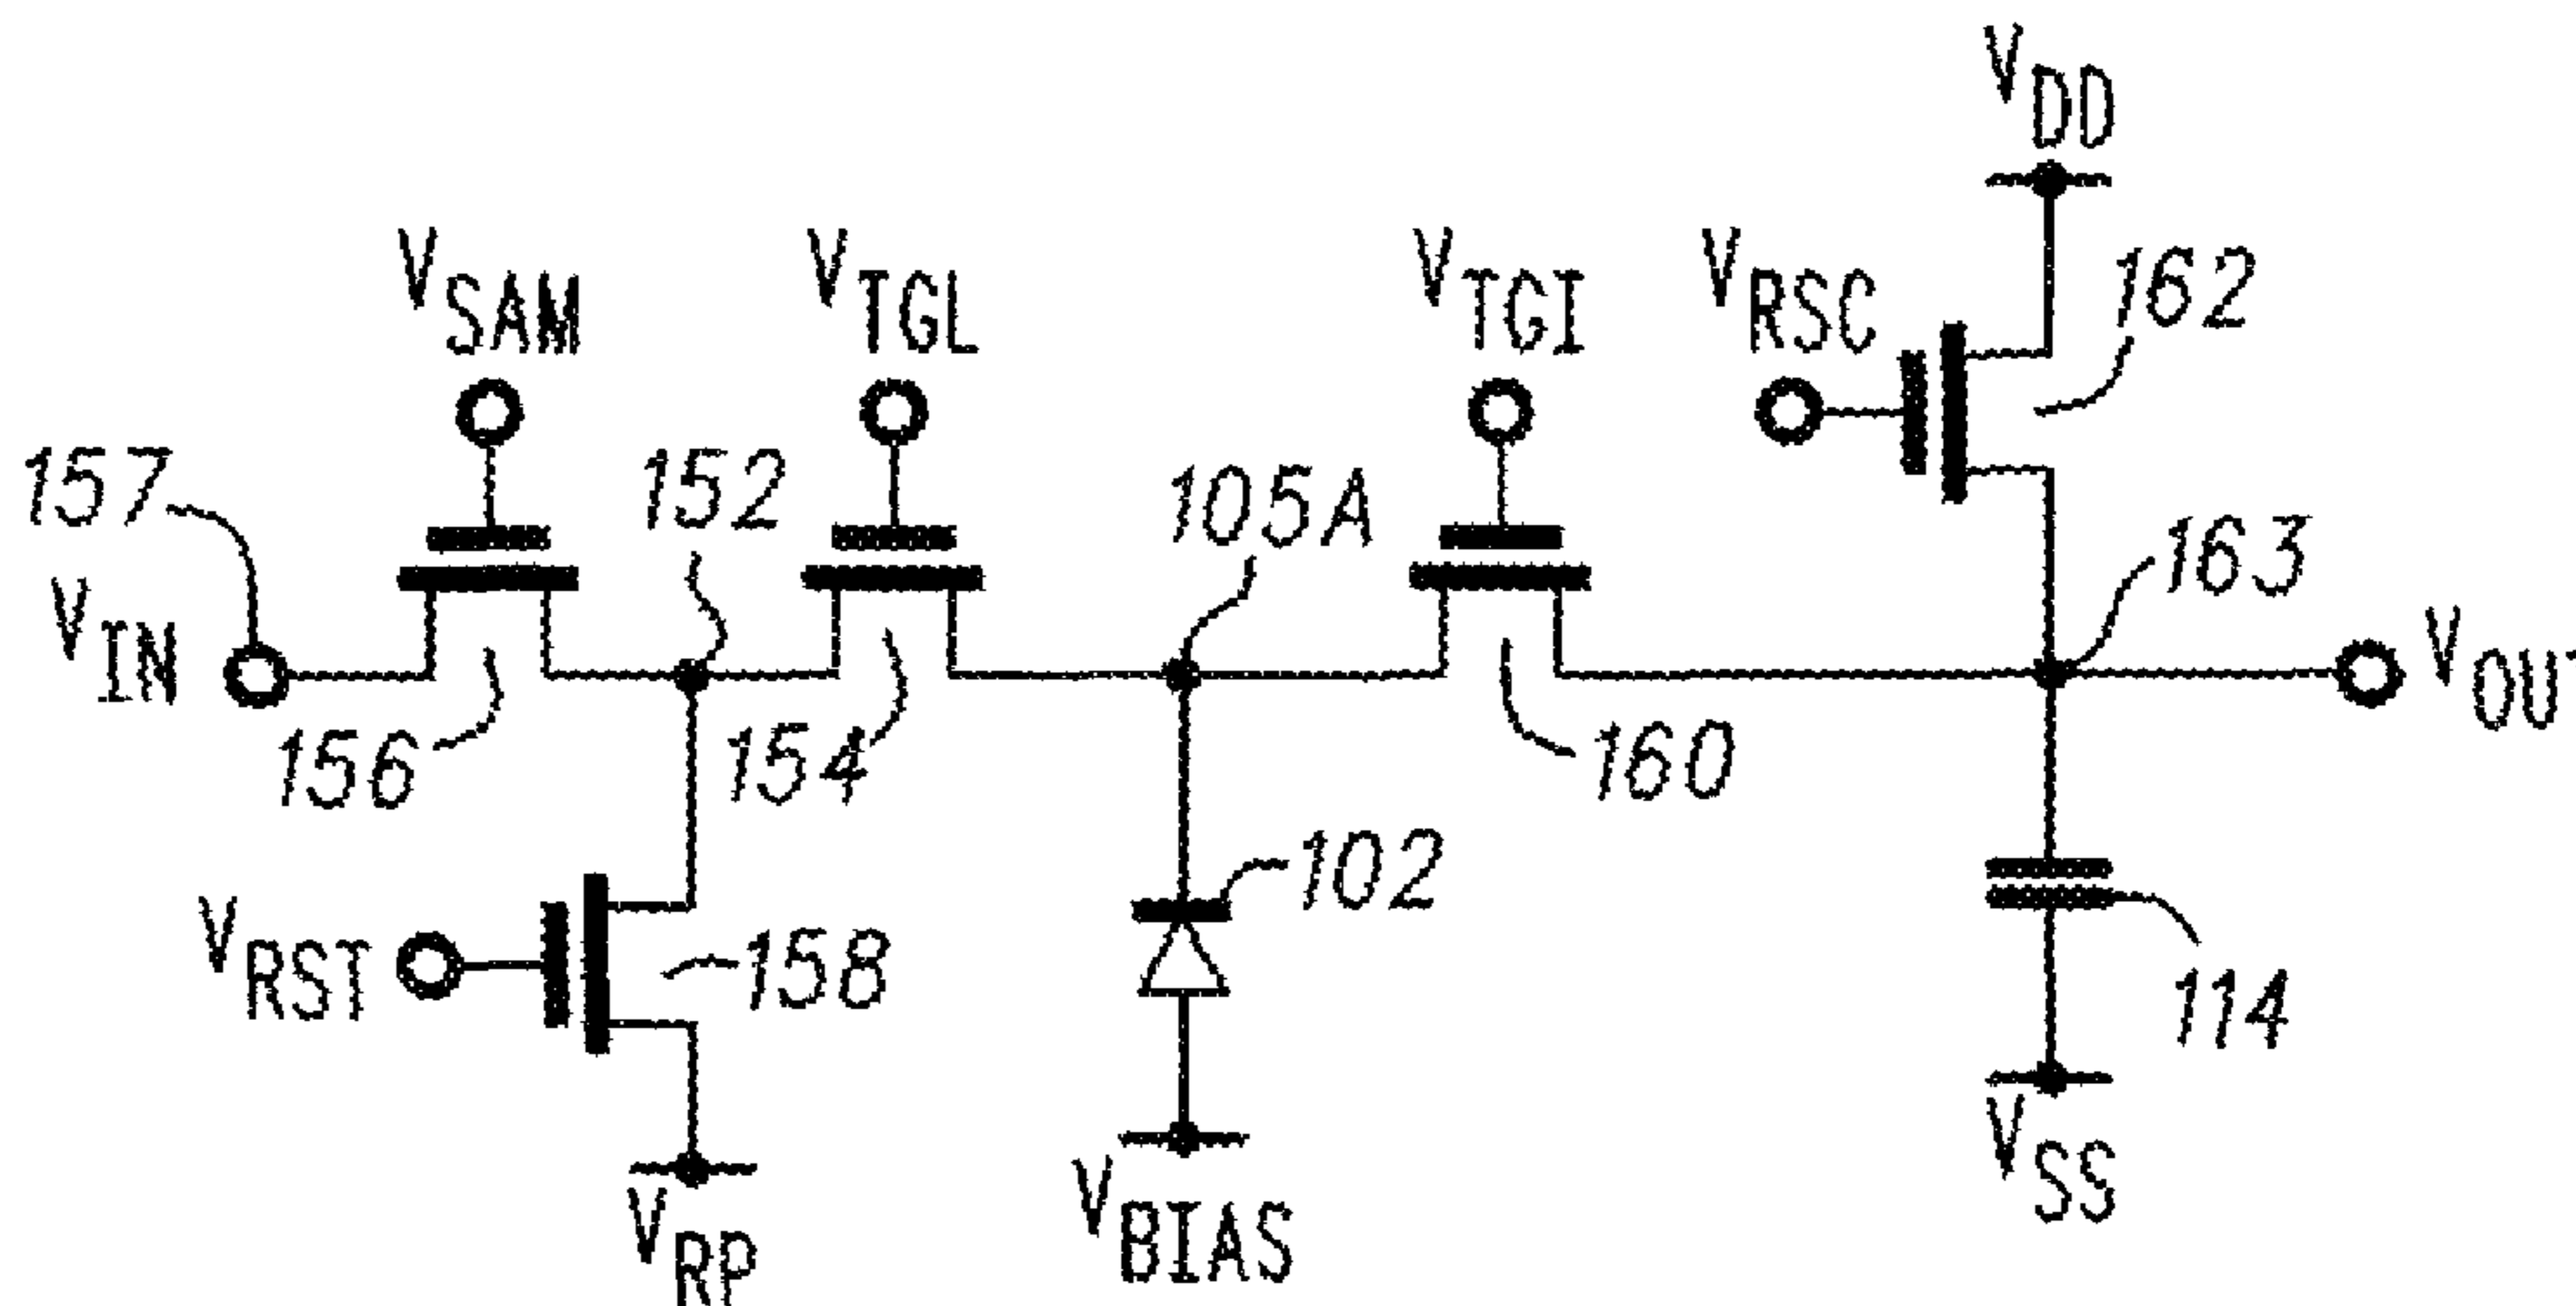 VDD
162
VSAM
VTGL
VTGI
VRSC
157
152
105A
163
VIN
VOUT
156
154
160
102
VRST
158
114
VRP
VBIAS
VSS